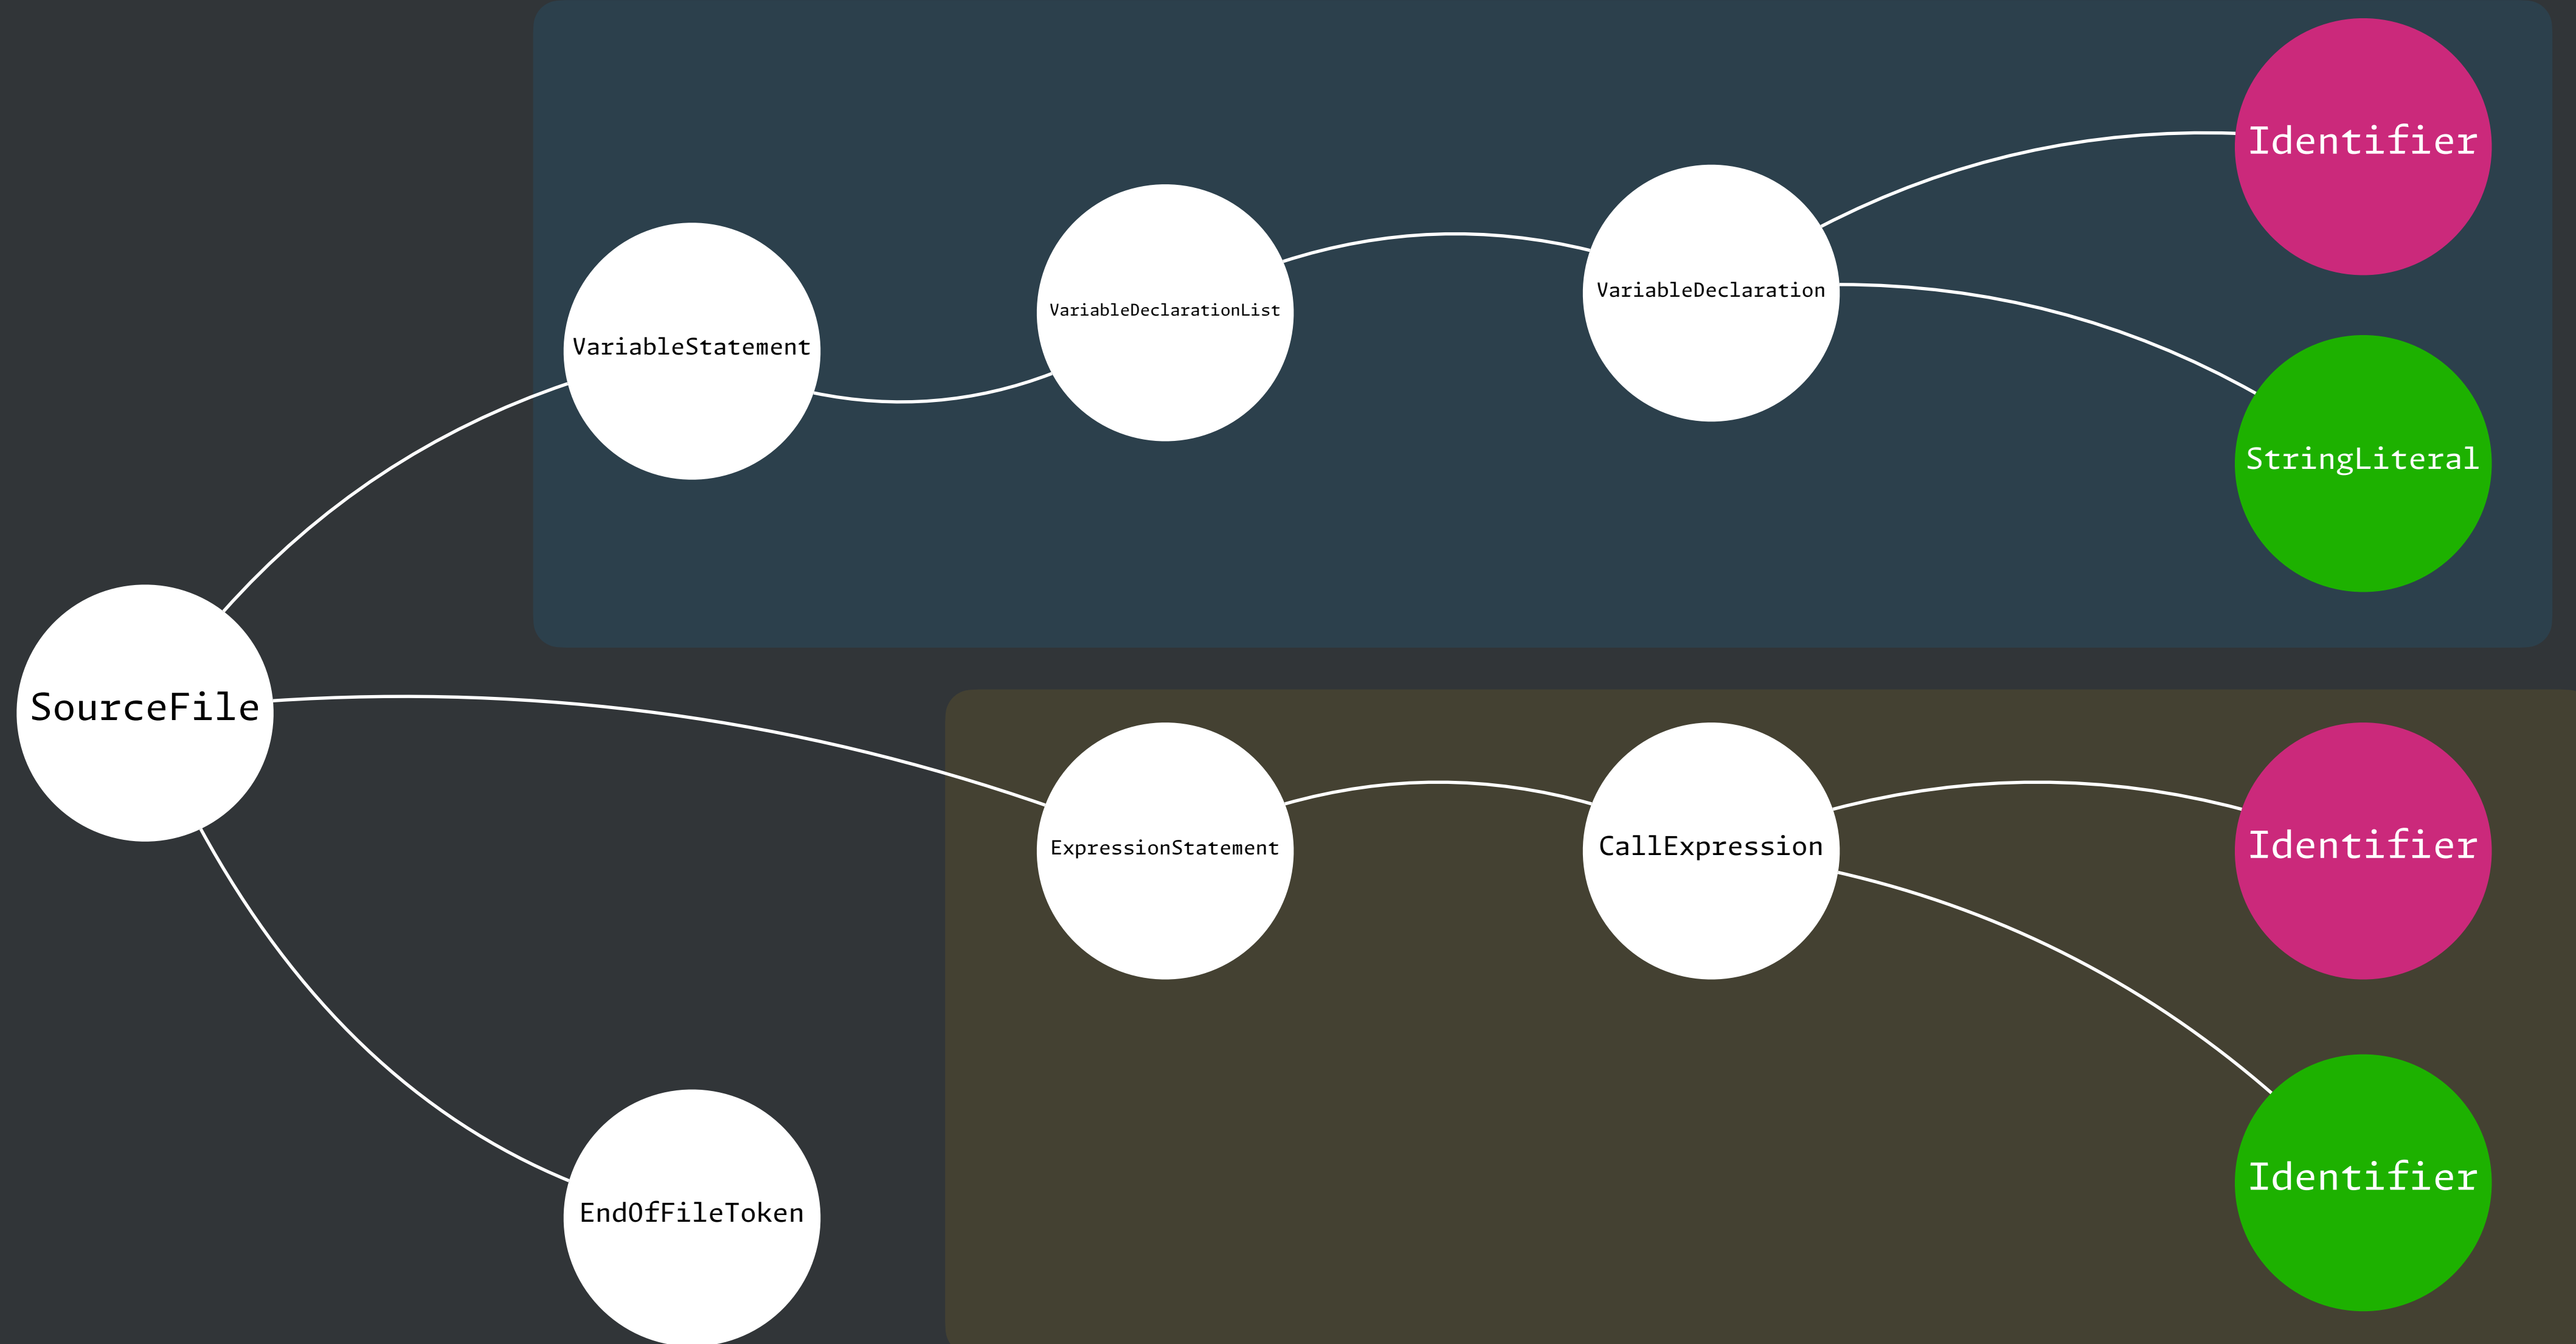 Identifier
VariableDeclaration
VariableDeclarationList
VariableStatement
StringLiteral
SourceFile
ExpressionStatement
CallExpression
Identifier
Identifier
EndOfFileToken